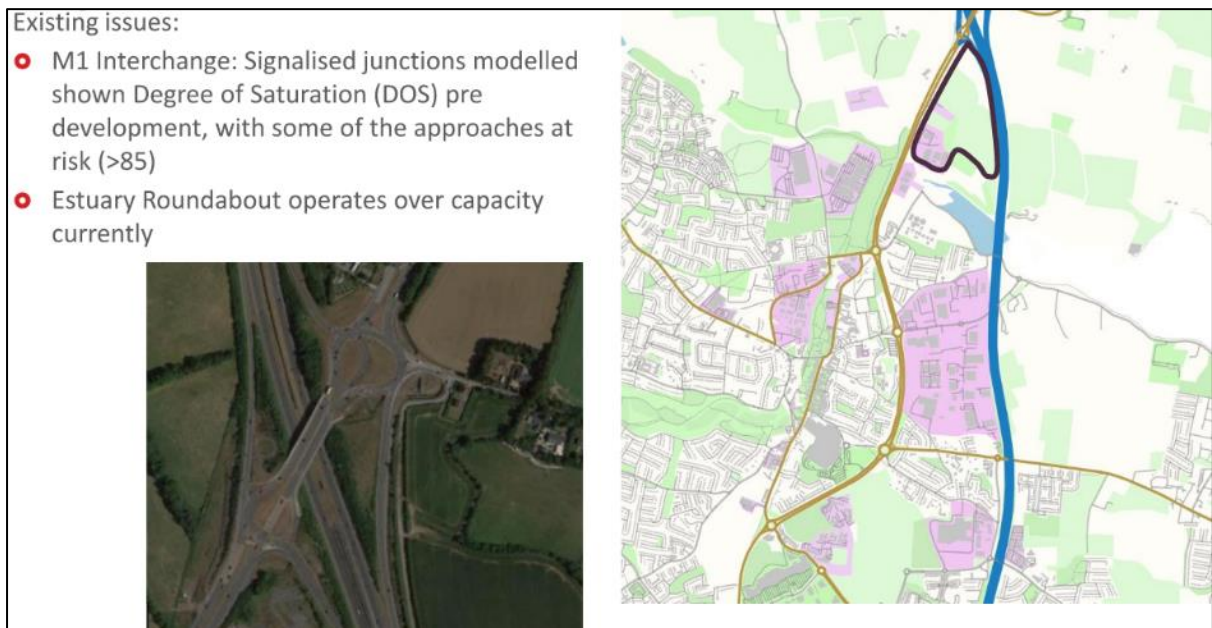 Existing issues:
M1 Interchange: Signalised junctions modelled
shown Degree of Saturation (DOS) pre
development, with some of the approaches at
risk (>85)
Estuary Roundabout operates over capacity
currently